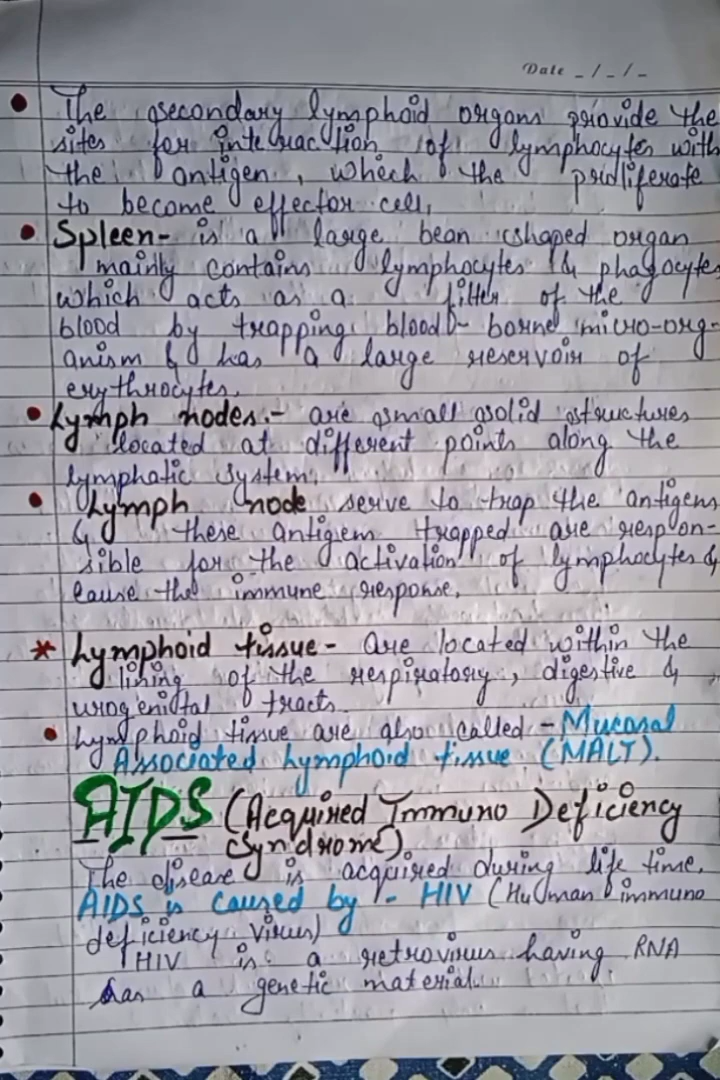 Date _/_/_
• The secondary lymphoid organs provide the
sites for interaction of lymphocytes with
the antigen, which the proliferate
to become effector cell,
• Spleen- is a large bean shaped organ
mainly contains lymphocytes & phagocytes
which acts as a filter of the
blood by trapping blood- borne micro-org-
anism & has a large reservoir of
erythrocytes.
• Lymph nodes.- are small solid structures
located at different points along the
lymphatic system.
• Lymph node serve to trap the antigens
& these antigen trapped are respon-
sible for the activation of lymphocytes &
cause the immune response.
* Lymphoid tissue- are located within the
lining of the respiratory, digestive &
urogenital tracts.
• Lymphoid tissue are also called - Mucosal
Associated Lymphoid tissue (MALT).
AIDS (Acquired Immuno Deficiency
Syndrome)
The disease is acquired during life time.
AIDS is caused by - HIV (Human immuno
deficiency virus)
HIV is a retrovirus having RNA
has a genetic material.